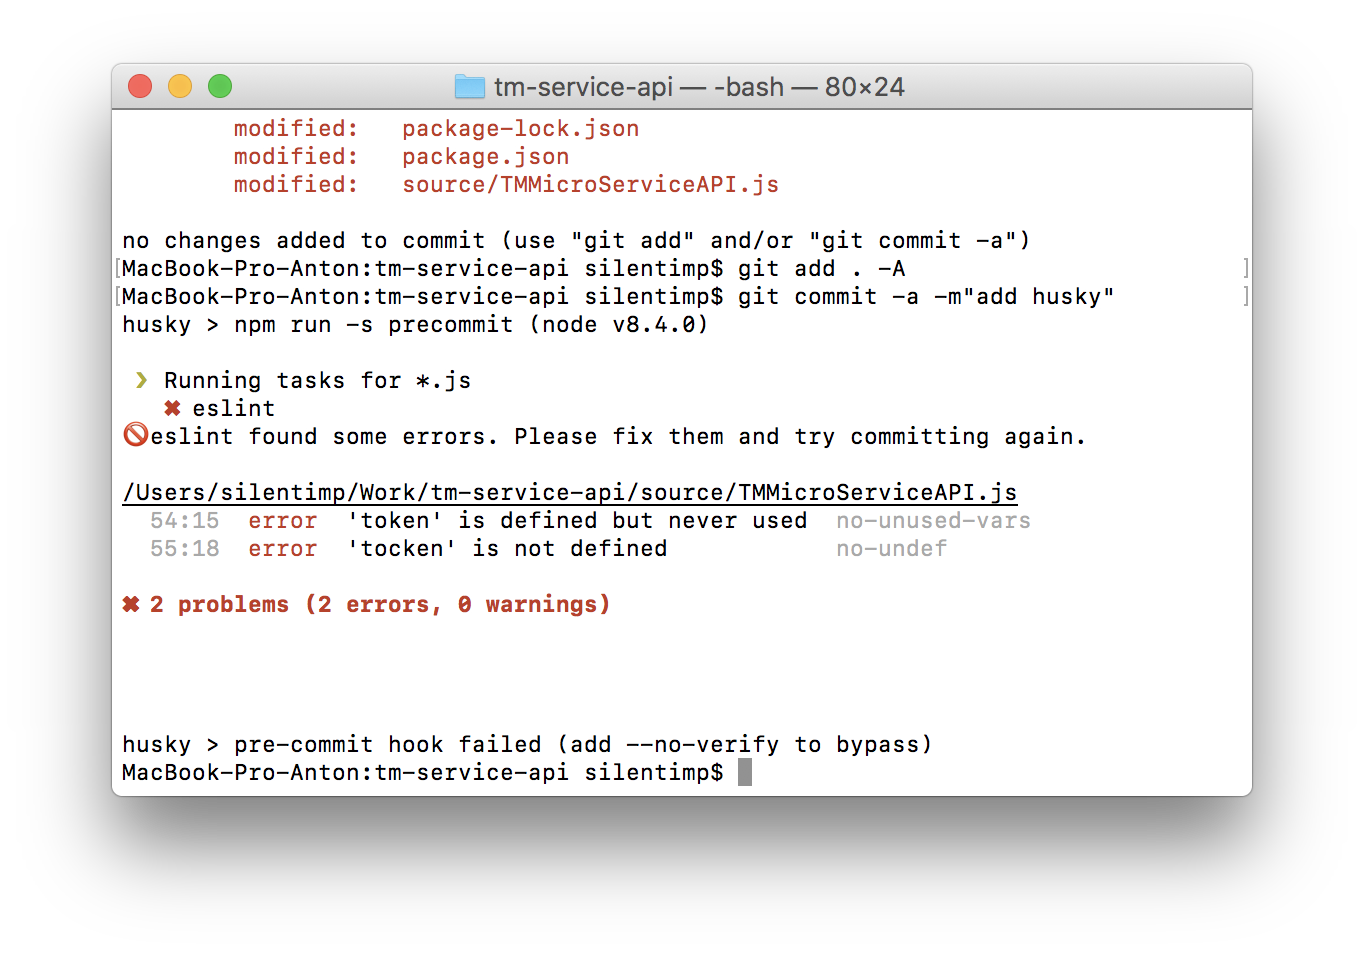 tm-service-api — -bash — 80×24
modified:   package-lock.json
modified:   package.json
modified:   source/TMMicroServiceAPI.js
no changes added to commit (use "git add" and/or "git commit -a")
[MacBook-Pro-Anton:tm-service-api silentimp$ git add . -A ]
[MacBook-Pro-Anton:tm-service-api silentimp$ git commit -a -m"add husky" ]
husky > npm run -s precommit (node v8.4.0)
❯ Running tasks for *.js
✖ eslint
🚫eslint found some errors. Please fix them and try committing again.
/Users/silentimp/Work/tm-service-api/source/TMMicroServiceAPI.js
54:15  error  'token' is defined but never used  no-unused-vars
55:18  error  'tocken' is not defined            no-undef
✖ 2 problems (2 errors, 0 warnings)
husky > pre-commit hook failed (add --no-verify to bypass)
MacBook-Pro-Anton:tm-service-api silentimp$